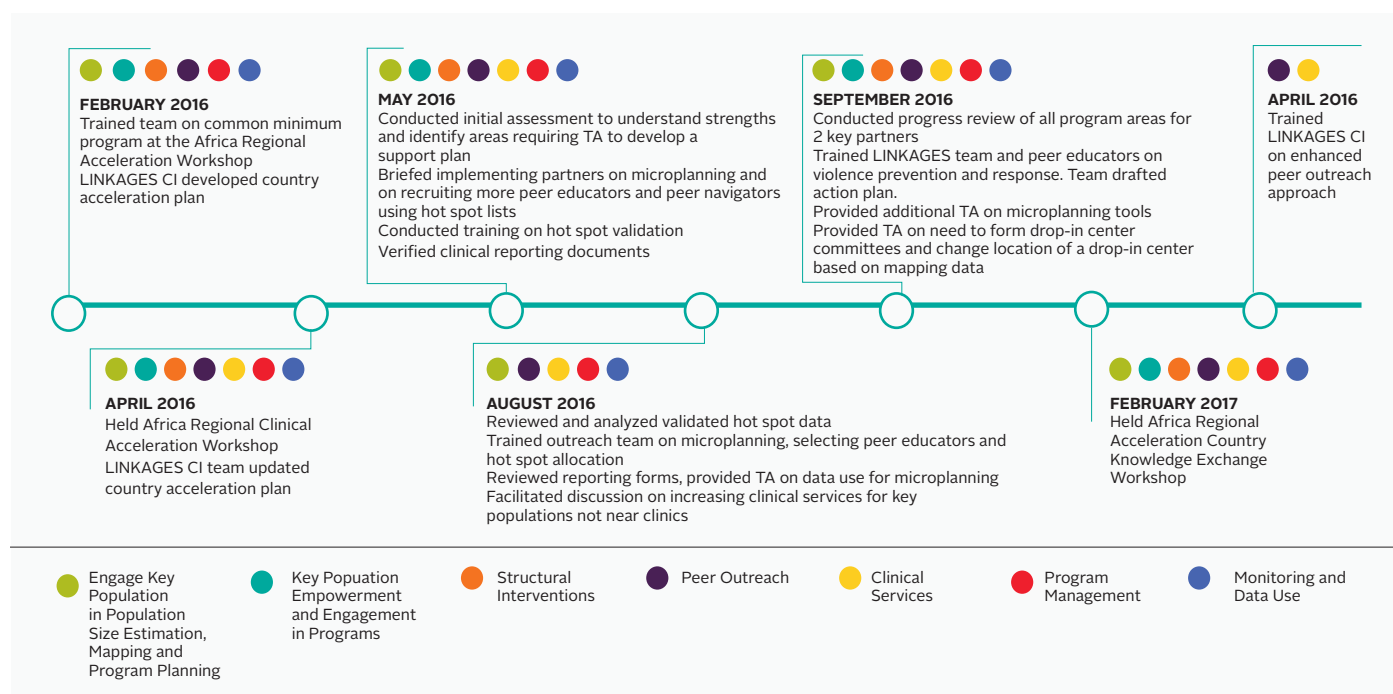 FEBRUARY 2016
Trained team on common minimum
program at the Africa Regional
Acceleration Workshop
LINKAGES CI developed country
acceleration plan
MAY 2016
Conducted initial assessment to understand strengths
and identify areas requiring TA to develop a
support plan
Briefed implementing partners on microplanning and
on recruiting more peer educators and peer navigators
using hot spot lists
Conducted training on hot spot validation
Verified clinical reporting documents
SEPTEMBER 2016
Conducted progress review of all program areas for
2 key partners
Trained LINKAGES team and peer educators on
violence prevention and response. Team drafted
action plan.
Provided additional TA on microplanning tools
Provided TA on need to form drop-in center
committees and change location of a drop-in center
based on mapping data
APRIL 2016
Trained
LINKAGES CI
on enhanced
peer outreach
approach
APRIL 2016
Held Africa Regional Clinical
Acceleration Workshop
LINKAGES CI team updated
country acceleration plan
AUGUST 2016
Reviewed and analyzed validated hot spot data
Trained outreach team on microplanning, selecting peer educators and
hot spot allocation
Reviewed reporting forms, provided TA on data use for microplanning
Facilitated discussion on increasing clinical services for key
populations not near clinics
FEBRUARY 2017
Held Africa Regional
Acceleration Country
Knowledge Exchange
Workshop
Engage Key
Population
in Population
Size Estimation,
Mapping and
Program Planning
Key Popuation
Empowerment
and Engagement
in Programs
Structural
Interventions
Peer Outreach
Clinical
Services
Program
Management
Monitoring and
Data Use